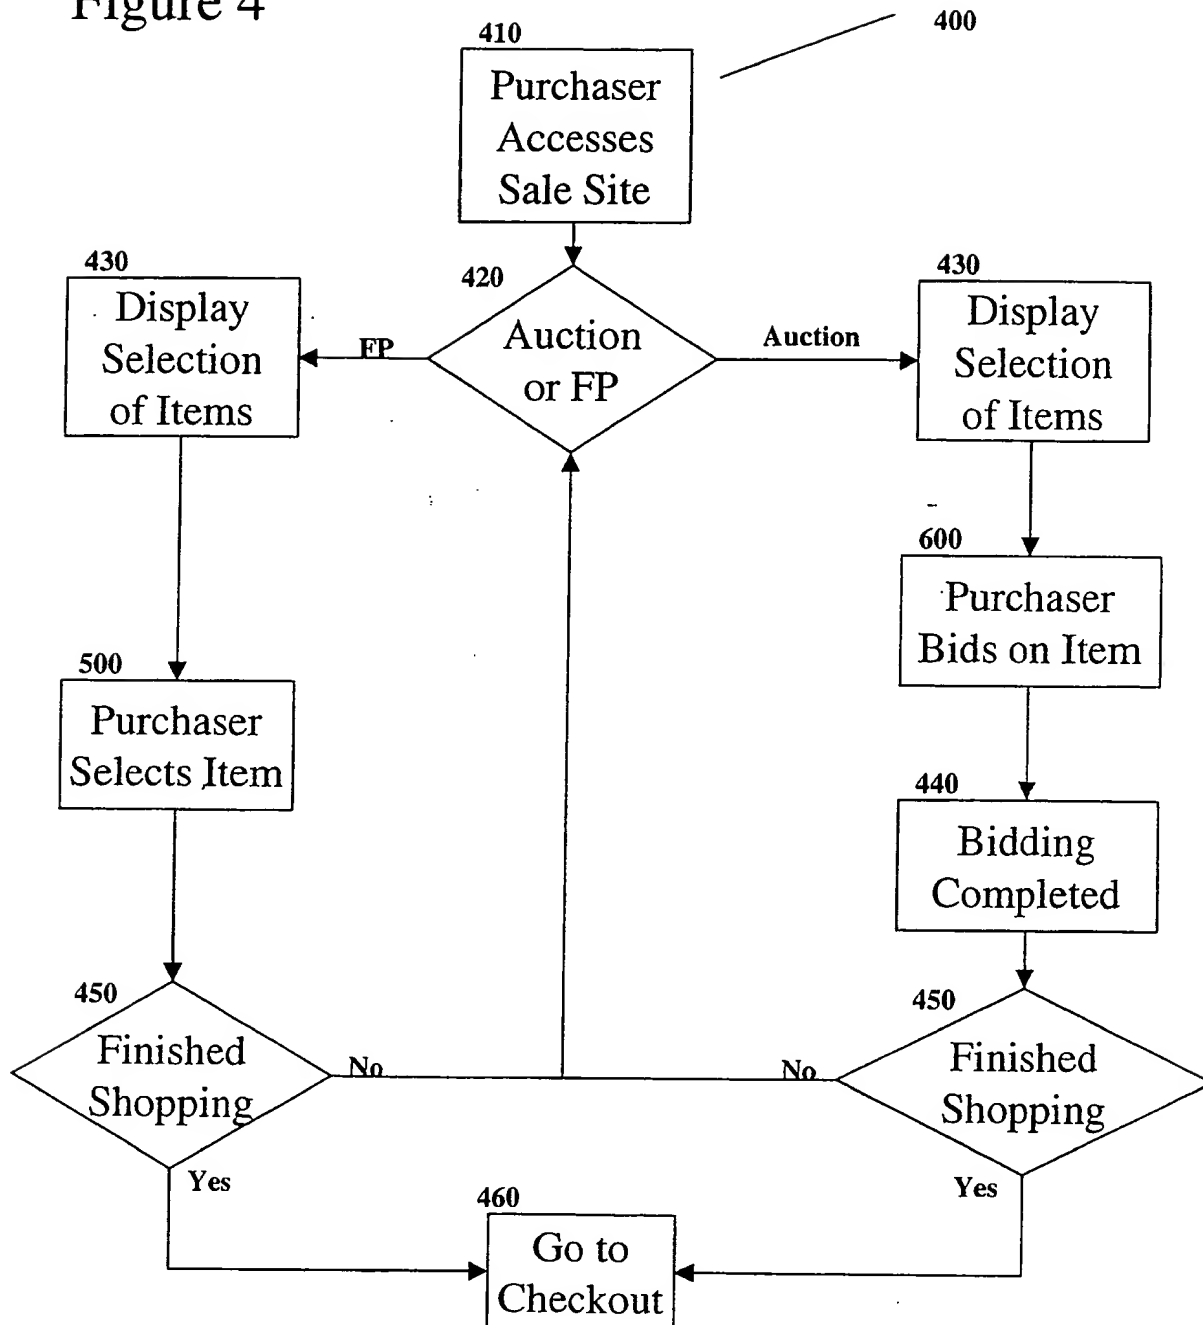 Figure 4
400
410
Purchaser
Accesses
Sale Site
420
Auction
or FP
FP
Auction
430
Display
Selection
of Items
430
Display
Selection
of Items
600
Purchaser
Bids on Item
500
Purchaser
Selects Item
440
Bidding
Completed
450
Finished
Shopping
No
450
Finished
Shopping
No
Yes
Yes
460
Go to
Checkout